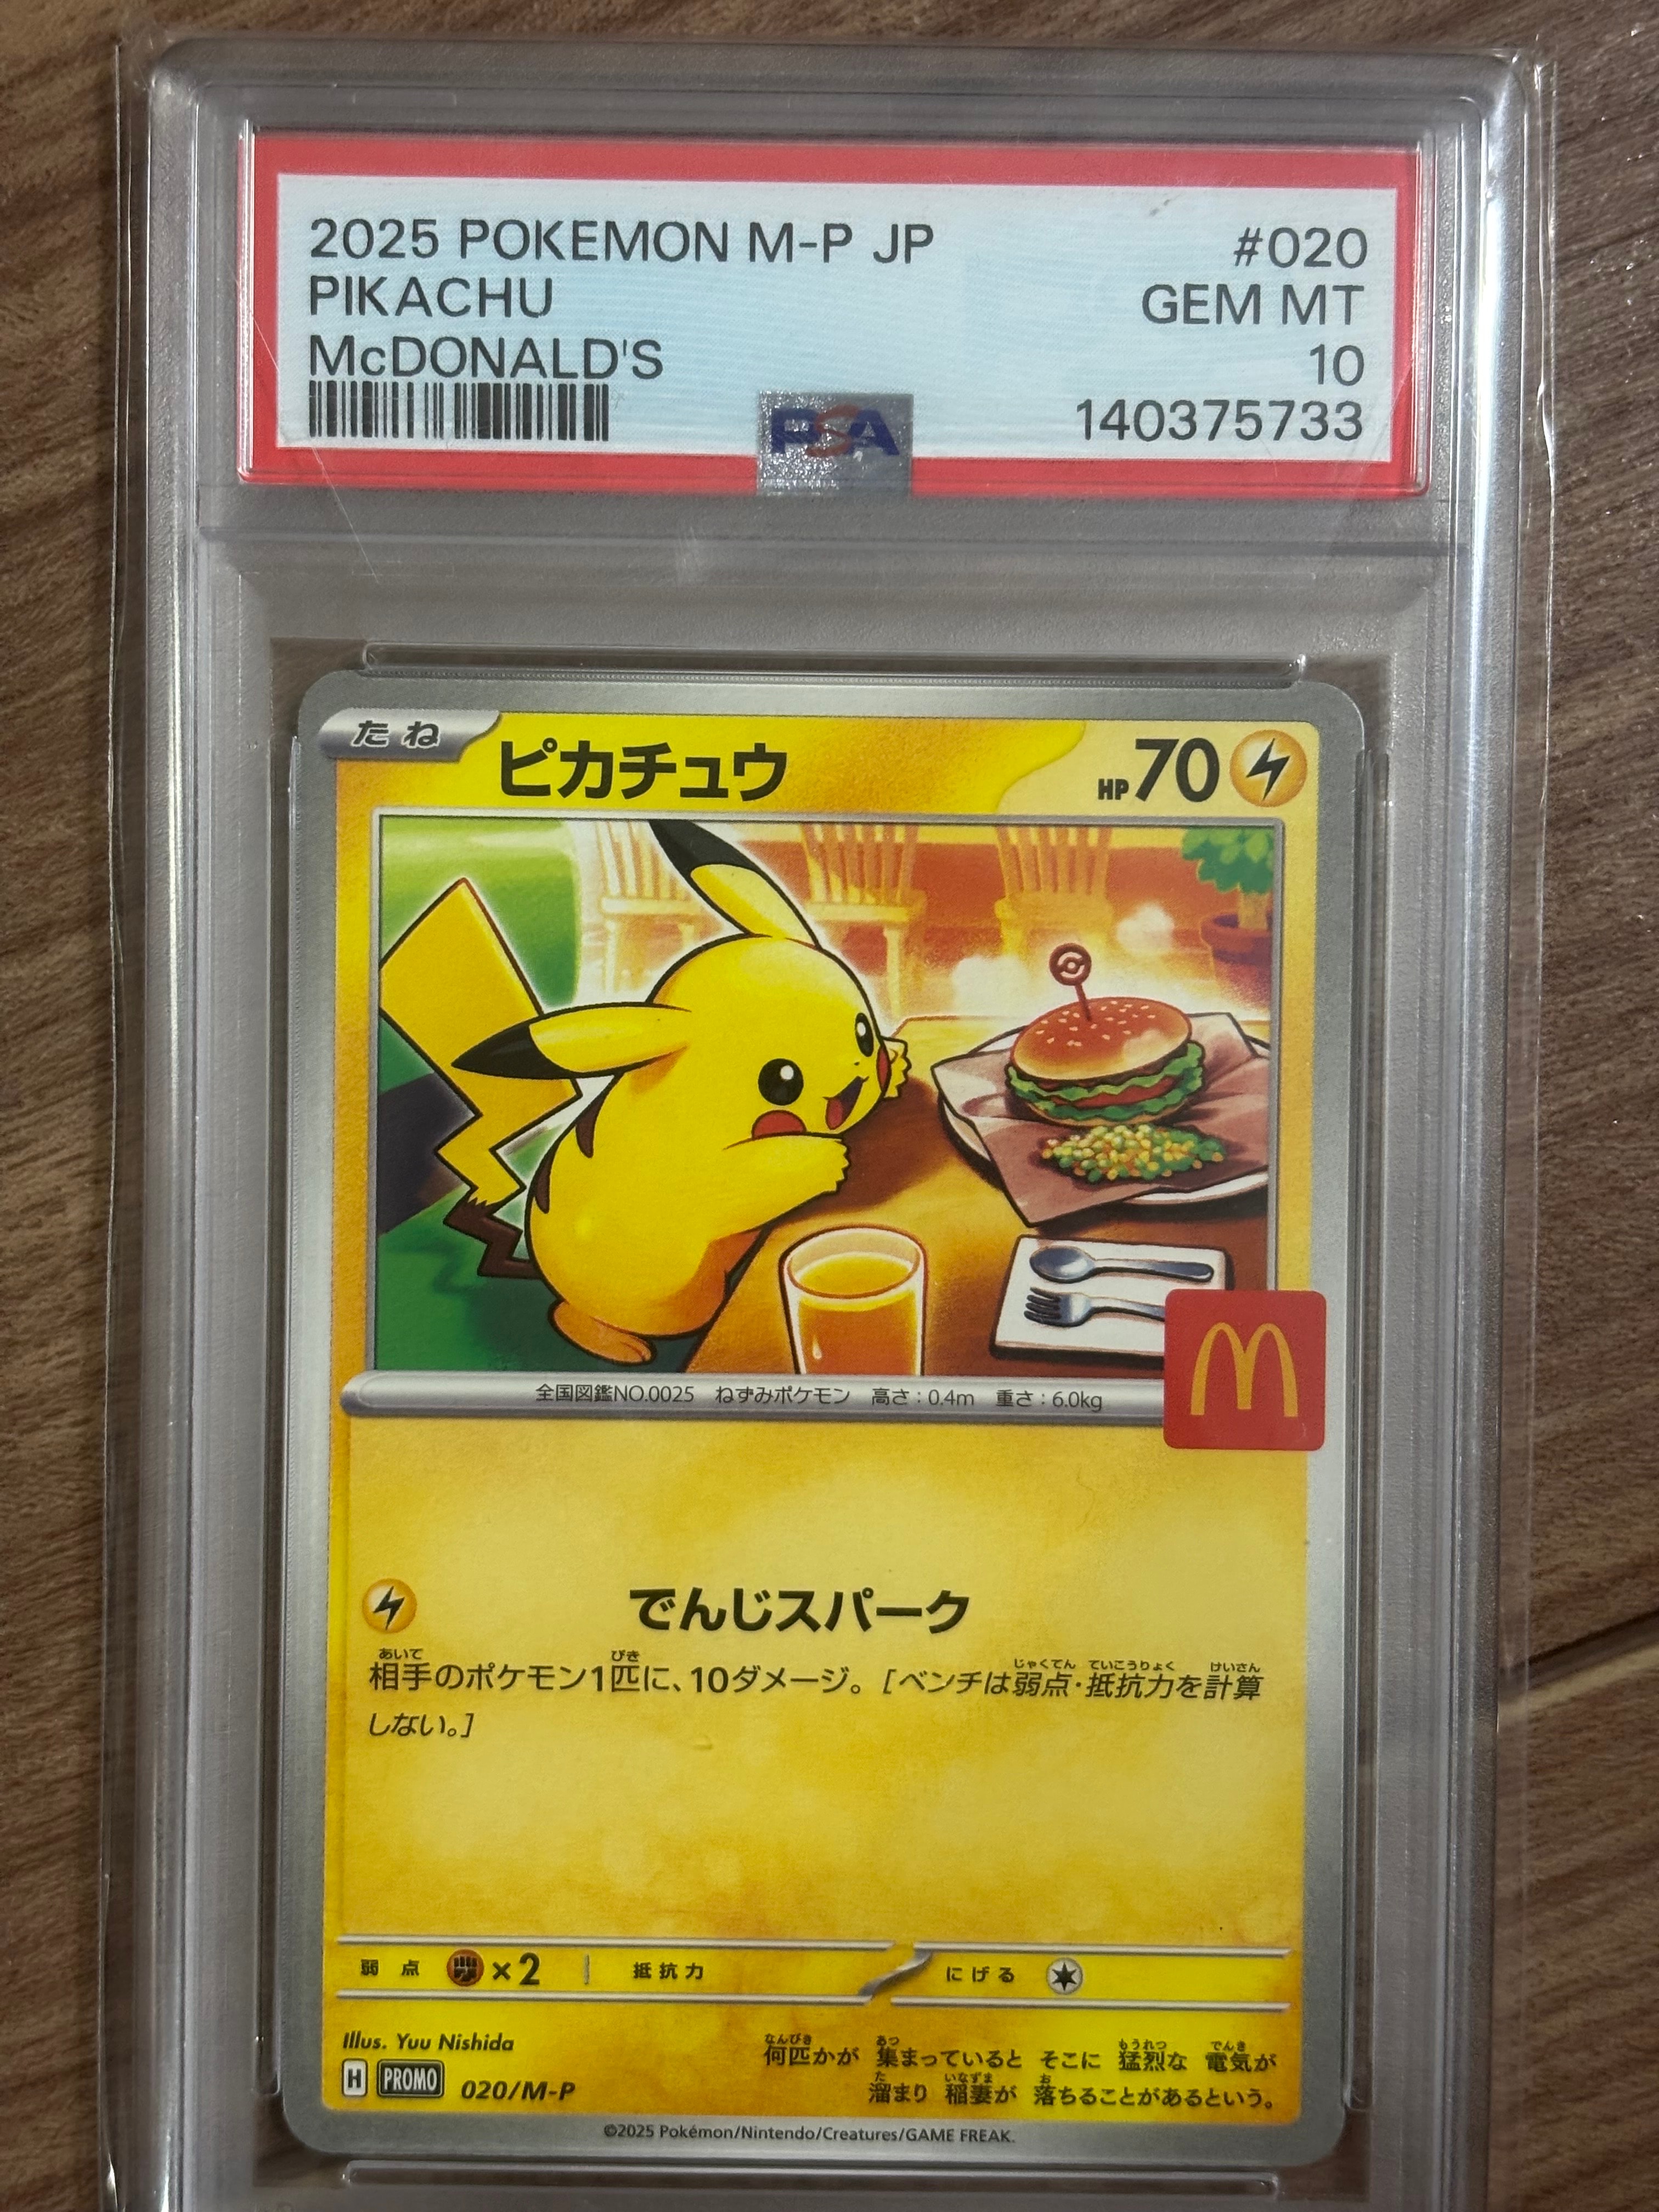 2025 POKEMON M-P JP #020
PIKACHU GEM MT
McDONALD'S 10
PSA 140375733
たね ピカチュウ HP70
M
全国図鑑NO.0025 ねずみポケモン 高さ:0.4m 重さ:6.0kg
でんじスパーク
あいて びき じゃくてん ていこうりょく けいさん
相手のポケモン1匹に、10ダメージ。[ベンチは弱点・抵抗力を計算
しない。]
弱点 ×2 抵抗力 にげる
Illus. Yuu Nishida
H PROMO 020/M-P
なんびき あつ もうれつ でんき
何匹かが 集まっていると そこに 猛烈な 電気が
た いなずま お
溜まり 稲妻が 落ちることがあるという。
©2025 Pokémon/Nintendo/Creatures/GAME FREAK.